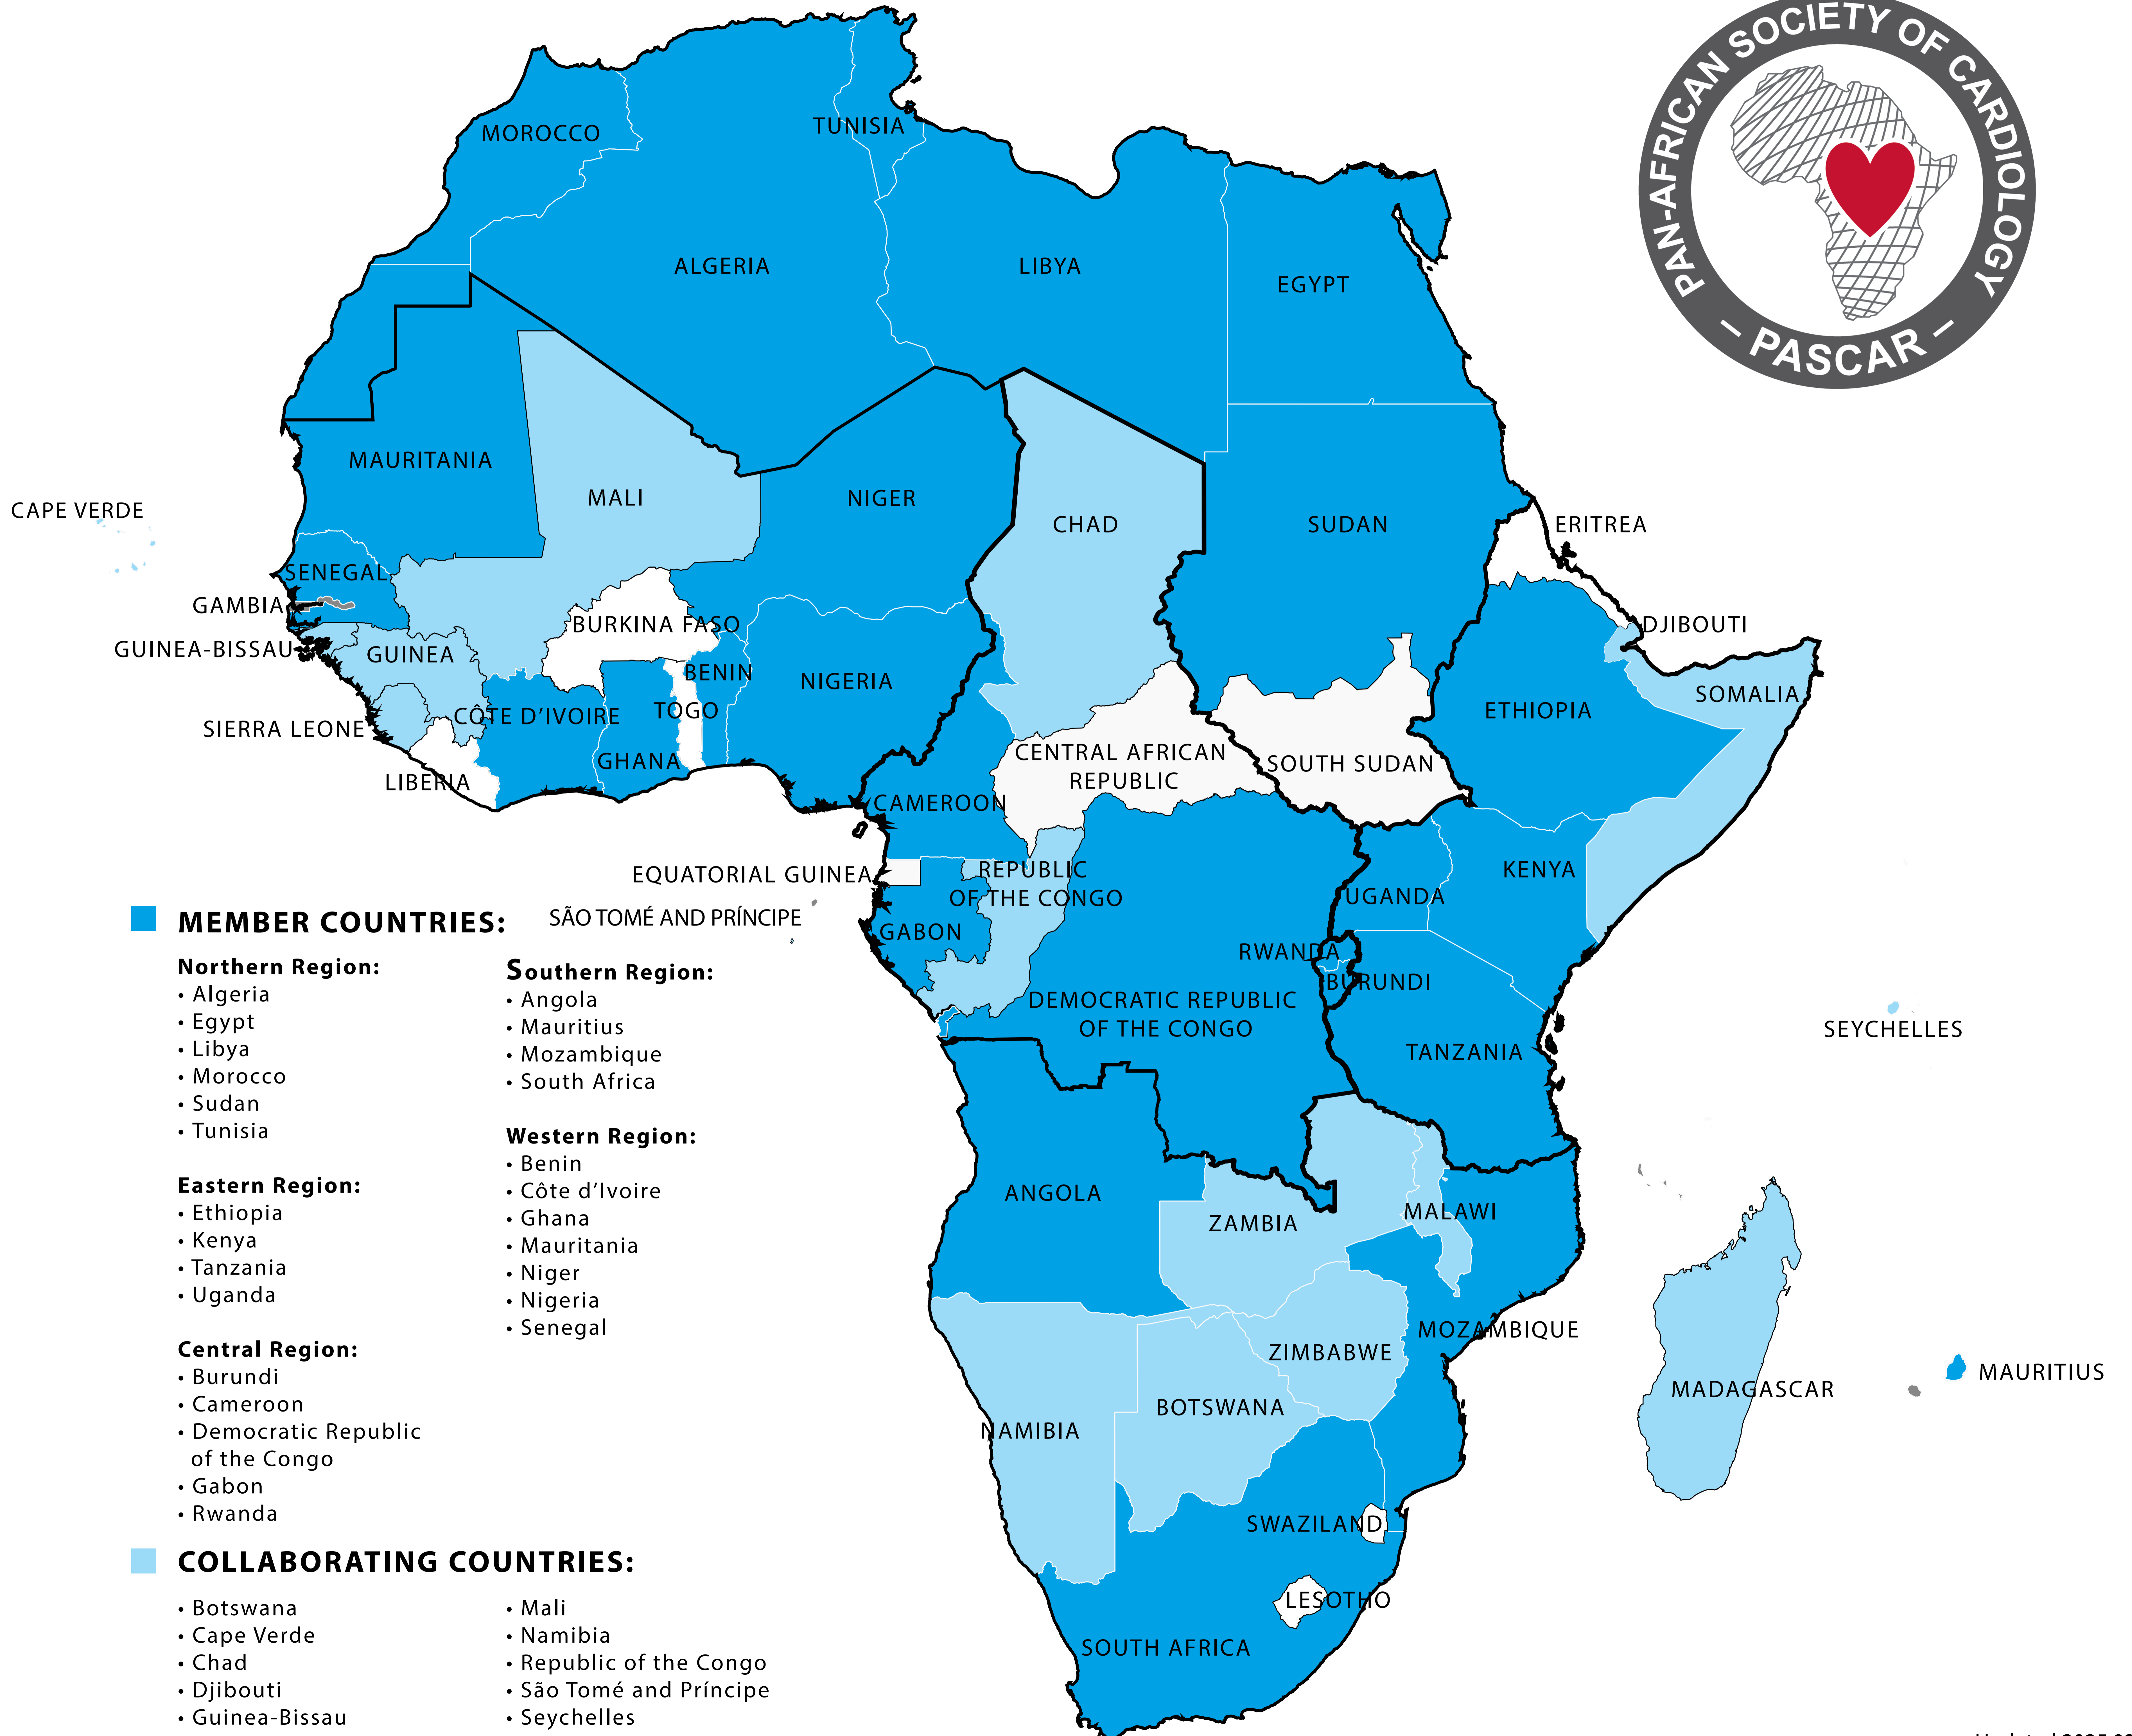 PAN-AFRICAN SOCIETY OF CARDIOLOGY
– PASCAR –
MOROCCO
TUNISIA
ALGERIA
LIBYA
EGYPT
MAURITANIA
MALI
NIGER
CHAD
SUDAN
ERITREA
CAPE VERDE
SENEGAL
GAMBIA
BURKINA FASO
DJIBOUTI
GUINEA-BISSAU
GUINEA
BENIN
NIGERIA
SOMALIA
CÔTE D’IVOIRE
TOGO
ETHIOPIA
SIERRA LEONE
GHANA
CENTRAL AFRICAN
REPUBLIC
SOUTH SUDAN
LIBERIA
CAMEROON
EQUATORIAL GUINEA
REPUBLIC
OF THE CONGO
UGANDA
KENYA
SÃO TOMÉ AND PRÍNCIPE
GABON
RWANDA
BURUNDI
DEMOCRATIC REPUBLIC
OF THE CONGO
TANZANIA
SEYCHELLES
ANGOLA
ZAMBIA
MALAWI
MOZAMBIQUE
ZIMBABWE
MAURITIUS
MADAGASCAR
BOTSWANA
NAMIBIA
SWAZILAND
LESOTHO
SOUTH AFRICA
MEMBER COUNTRIES:
Northern Region:
• Algeria
• Egypt
• Libya
• Morocco
• Sudan
• Tunisia
Eastern Region:
• Ethiopia
• Kenya
• Tanzania
• Uganda
Central Region:
• Burundi
• Cameroon
• Democratic Republic
of the Congo
• Gabon
• Rwanda
Southern Region:
• Angola
• Mauritius
• Mozambique
• South Africa
Western Region:
• Benin
• Côte d’Ivoire
• Ghana
• Mauritania
• Niger
• Nigeria
• Senegal
COLLABORATING COUNTRIES:
• Botswana
• Cape Verde
• Chad
• Djibouti
• Guinea-Bissau
• Mali
• Namibia
• Republic of the Congo
• São Tomé and Príncipe
• Seychelles